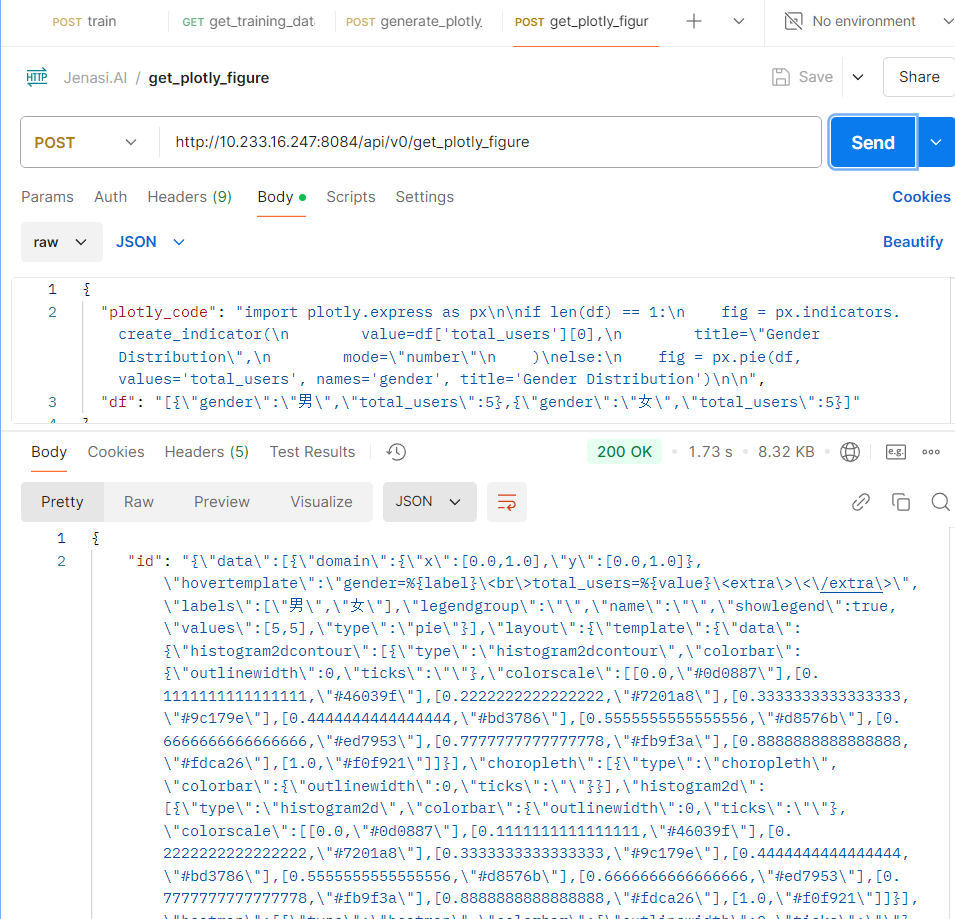 POST train GET get_training_dat POST generate_plotly. POST get_plotly_figur No environment
HTTP Jenasi.AI / get_plotly_figure Save Share
POST http://10.233.16.247:8084/api/v0/get_plotly_figure Send
Params Auth Headers (9) Body Scripts Settings Cookies
raw JSON Beautify
1 {
2 "plotly_code": "import plotly.express as px\n\nif len(df) == 1:\n    fig = px.indicators.
create_indicator(\n        value=df['total_users'][0],\n        title=\"Gender
Distribution\",\n        mode=\"number\"\n    )\nelse:\n    fig = px.pie(df,
values='total_users', names='gender', title='Gender Distribution')\n\n",
3 "df": "[{\"gender\":\"男\",\"total_users\":5},{\"gender\":\"女\",\"total_users\":5}]"
Body Cookies Headers (5) Test Results 200 OK 1.73 s 8.32 KB e.g.
Pretty Raw Preview Visualize JSON
1 {
2 "id": "{\"data\":[{\"domain\":{\"x\":[0.0,1.0],\"y\":[0.0,1.0]},
\"hovertemplate\":\"gender=%{label}\<br\>total_users=%{value}\<extra\>\<\/extra\>\",
\"labels\":[\"男\",\"女\"],\"legendgroup\":\"\",\"name\":\"\",\"showlegend\":true,
\"values\":[5,5],\"type\":\"pie\"}],\"layout\":{\"template\":{\"data\":
{\"histogram2dcontour\":[{\"type\":\"histogram2dcontour\",\"colorbar\":
{\"outlinewidth\":0,\"ticks\":\"\"},\"colorscale\":[[0.0,\"#0d0887\"],[0.
1111111111111111,\"#46039f\"],[0.2222222222222222,\"#7201a8\"],[0.3333333333333333,
\"#9c179e\"],[0.4444444444444444,\"#bd3786\"],[0.5555555555555556,\"#d8576b\"],[0.
6666666666666666,\"#ed7953\"],[0.7777777777777778,\"#fb9f3a\"],[0.8888888888888888,
\"#fdca26\"],[1.0,\"#f0f921\"]]}],\"choropleth\":[{\"type\":\"choropleth\",
\"colorbar\":{\"outlinewidth\":0,\"ticks\":\"\"}}],\"histogram2d\":
[{\"type\":\"histogram2d\",\"colorbar\":{\"outlinewidth\":0,\"ticks\":\"\"},
\"colorscale\":[[0.0,\"#0d0887\"],[0.1111111111111111,\"#46039f\"],[0.
2222222222222222,\"#7201a8\"],[0.3333333333333333,\"#9c179e\"],[0.4444444444444444,
\"#bd3786\"],[0.5555555555555556,\"#d8576b\"],[0.6666666666666666,\"#ed7953\"],[0.
7777777777777778,\"#fb9f3a\"],[0.8888888888888888,\"#fdca26\"],[1.0,\"#f0f921\"]]}],